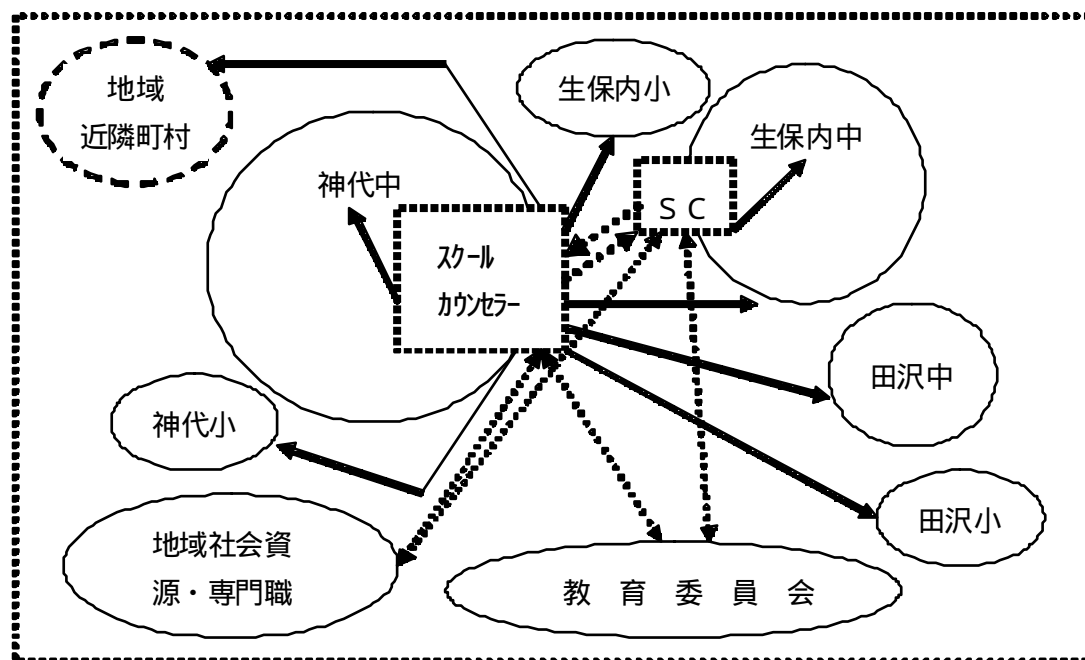 地域
近隣町村
生保内小
生保内中
神代中
ＳＣ
スクール
カウンセラー
田沢中
神代小
田沢小
地域社会資
源・専門職
教育委員会